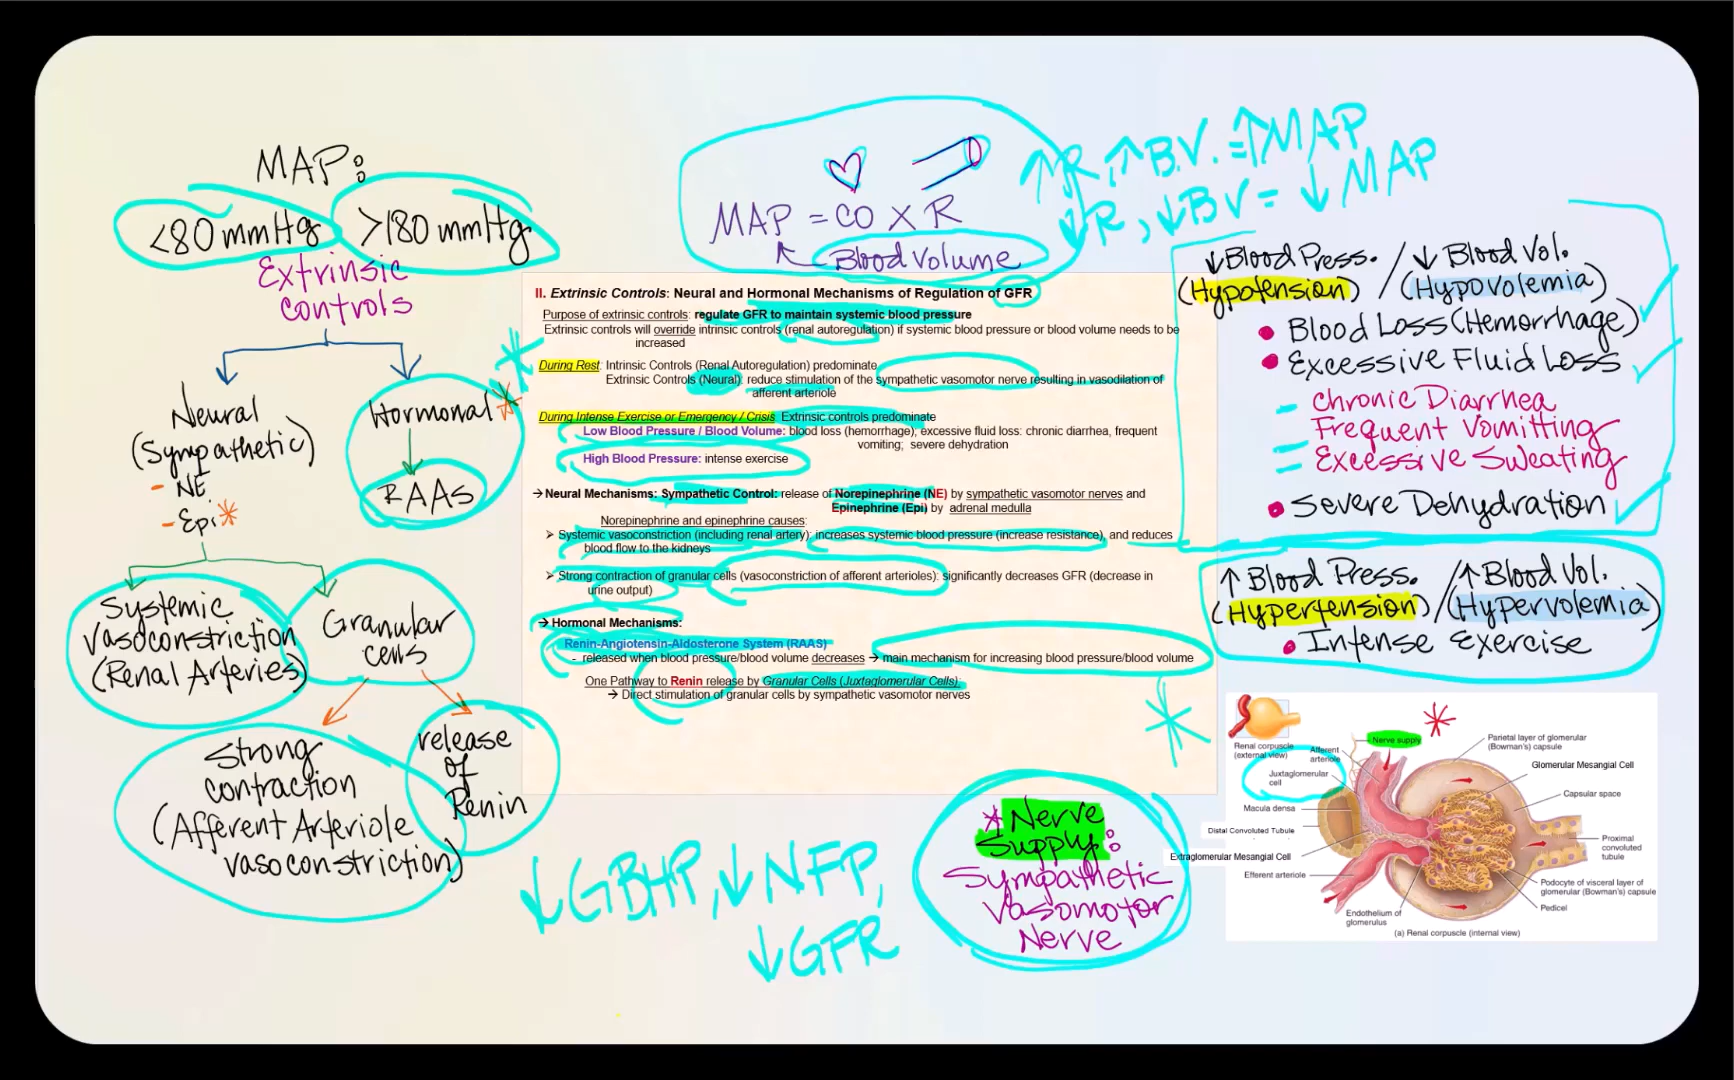 MAP:
<80 mmHg >180 mmHg
Extrinsic
controls
Neural
(Sympathetic)
- NE
- Epi*
Hormonal*
RAAS
Systemic
Vasoconstriction
(Renal Arteries)
Granular
cells
Strong
contraction
(Afferent Arteriole
vasoconstriction)
release
of
Renin
MAP = CO X R
Blood Volume
↑R, ↑B.V. = ↑MAP
↓R, ↓BV = ↓MAP
II. Extrinsic Controls: Neural and Hormonal Mechanisms of Regulation of GFR
Purpose of extrinsic controls: regulate GFR to maintain systemic blood pressure
Extrinsic controls will override intrinsic controls (renal autoregulation) if systemic blood pressure or blood volume needs to be
increased
During Rest: Intrinsic Controls (Renal Autoregulation) predominate
Extrinsic Controls (Neural): reduce stimulation of the sympathetic vasomotor nerve resulting in vasodilation of
afferent arteriole
During Intense Exercise or Emergency / Crisis: Extrinsic controls predominate
Low Blood Pressure / Blood Volume: blood loss (hemorrhage), excessive fluid loss: chronic diarrhea, frequent
vomiting; severe dehydration
High Blood Pressure: intense exercise
→ Neural Mechanisms: Sympathetic Control: release of Norepinephrine (NE) by sympathetic vasomotor nerves and
Epinephrine (Epi) by adrenal medulla
Norepinephrine and epinephrine causes:
➢ Systemic vasoconstriction (including renal artery): increases systemic blood pressure (increase resistance), and reduces
blood flow to the kidneys
➢ Strong contraction of granular cells (vasoconstriction of afferent arterioles): significantly decreases GFR (decrease in
urine output)
→ Hormonal Mechanisms:
Renin-Angiotensin-Aldosterone System (RAAS)
- released when blood pressure/blood volume decreases → main mechanism for increasing blood pressure/blood volume
One Pathway to Renin release by Granular Cells (Juxtaglomerular Cells):
→ Direct stimulation of granular cells by sympathetic vasomotor nerves
↓GBHP, ↓NFP,
↓GFR
* Nerve
Supply:
Sympathetic
Vasomotor
Nerve
↓Blood Press. / ↓ Blood Vol.
(Hypotension) (Hypovolemia)
• Blood Loss (Hemorrhage)
• Excessive Fluid Loss
- chronic Diarrhea
- Frequent Vomitting
- Excessive Sweating
• Severe Dehydration
↑ Blood Press. / ↑ Blood Vol.
(Hypertension) (Hypervolemia)
• Intense Exercise
Renal corpuscle
(external view)
Afferent
arteriole
Nerve supply
Juxtaglomerular
cell
Macula densa
Distal Convoluted Tubule
Extraglomerular Mesangial Cell
Efferent arteriole
Endothelium of
glomerulus
Parietal layer of glomerular
(Bowman's) capsule
Glomerular Mesangial Cell
Capsular space
Proximal
convoluted
tubule
Podocyte of visceral layer of
glomerular (Bowman's) capsule
Pedicel
(a) Renal corpuscle (internal view)